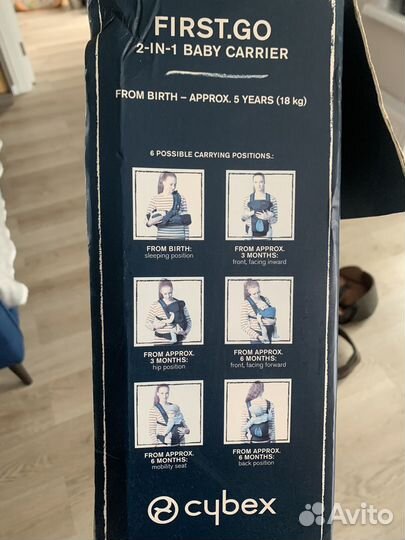 FIRST.GO
2-IN-1 BABY CARRIER
FROM BIRTH – APPROX. 5 YEARS (18 kg)
6 POSSIBLE CARRYING POSITIONS.:
FROM BIRTH:
sleeping position
FROM APPROX.
3 MONTHS:
front, facing inward
FROM APPROX.
3 MONTHS:
hip position
FROM APPROX.
6 MONTHS:
front, facing forward
FROM APPROX.
6 MONTHS:
mobility seat
FROM APPROX.
6 MONTHS:
back position
cybex
Avito